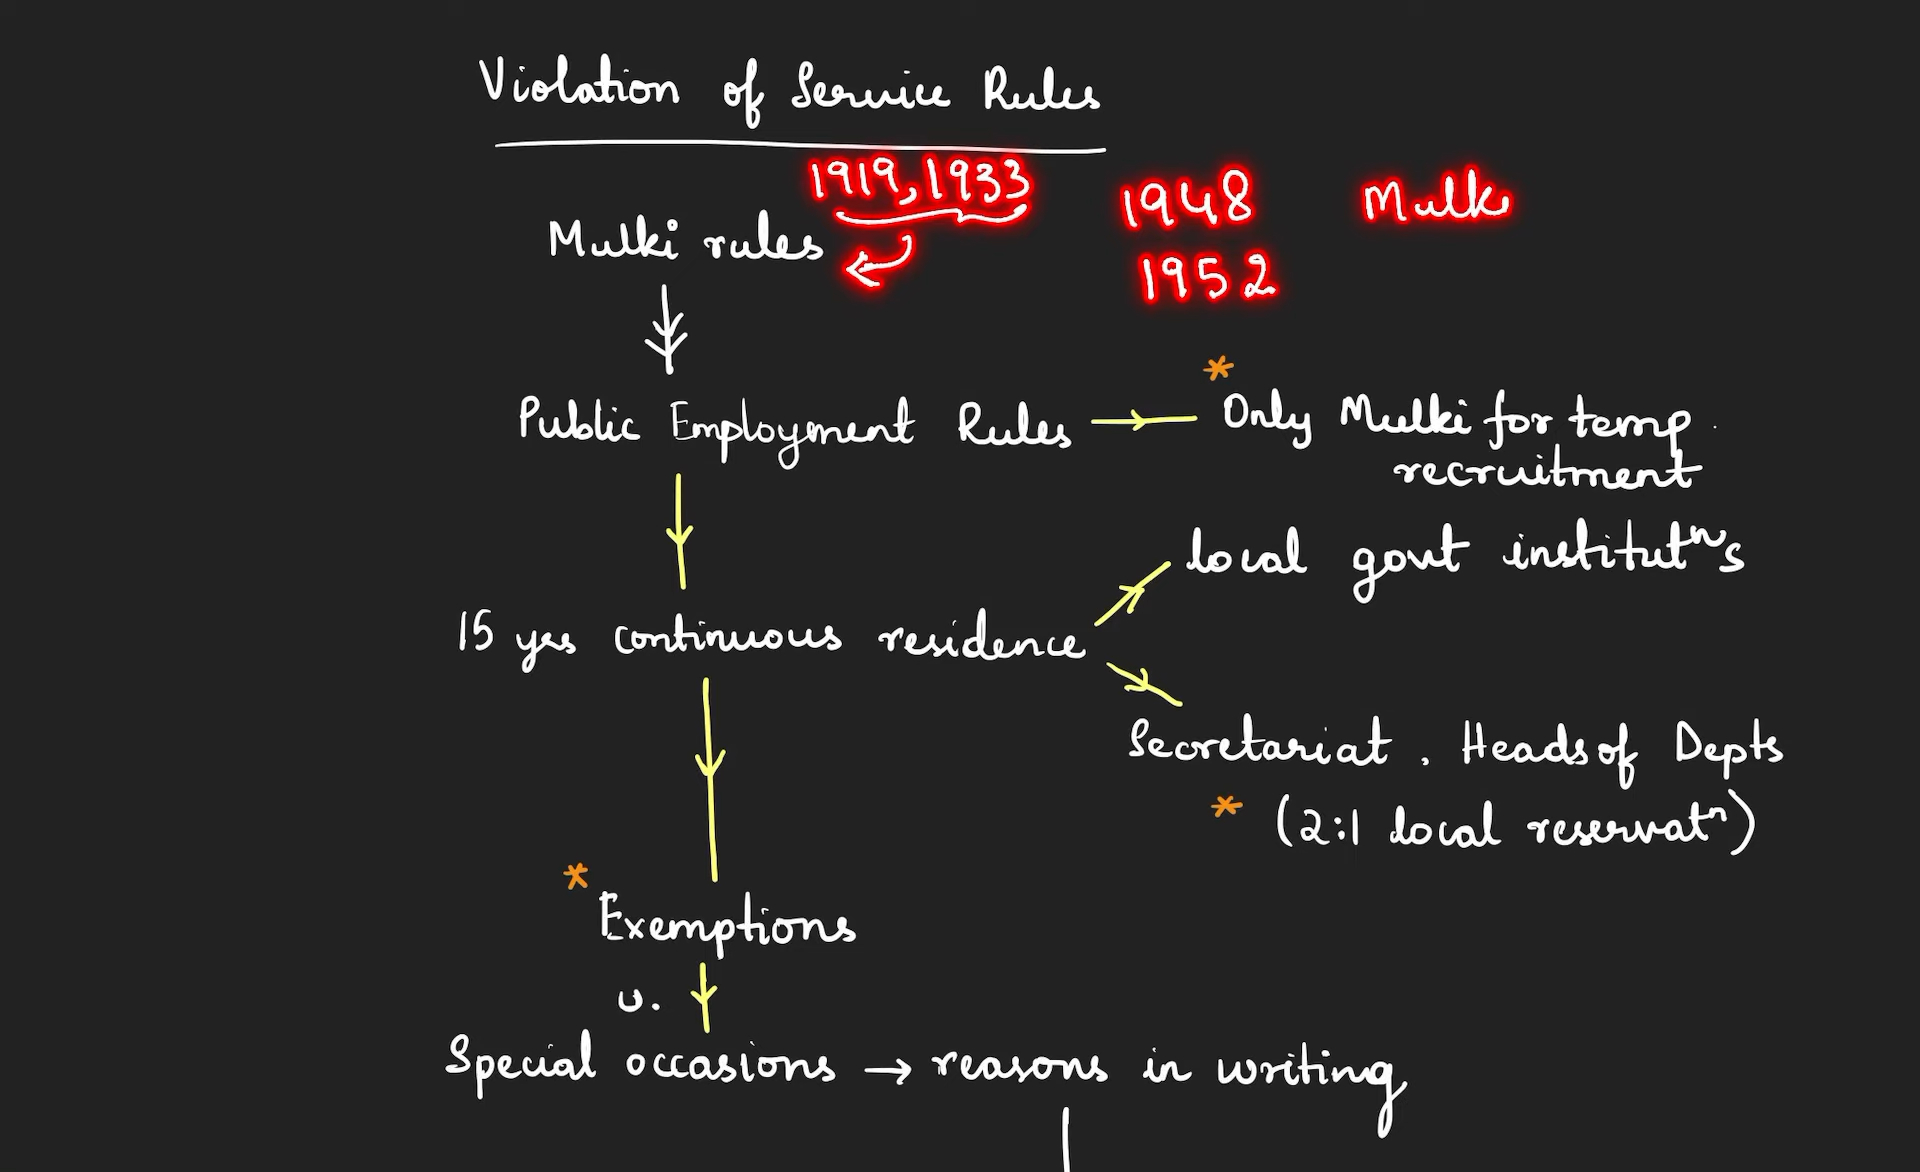 Violation of Service Rules
1919, 1933
1948 Mulk
Mulki rules
1952
Public Employment Rules → Only Mulki for temp.
recruitment
local govt institutⁿs
15 yrs continuous residence
Secretariat, Heads of Depts
* (2:1 local reservatⁿ)
* Exemptions
u.
Special occasions → reasons in writing